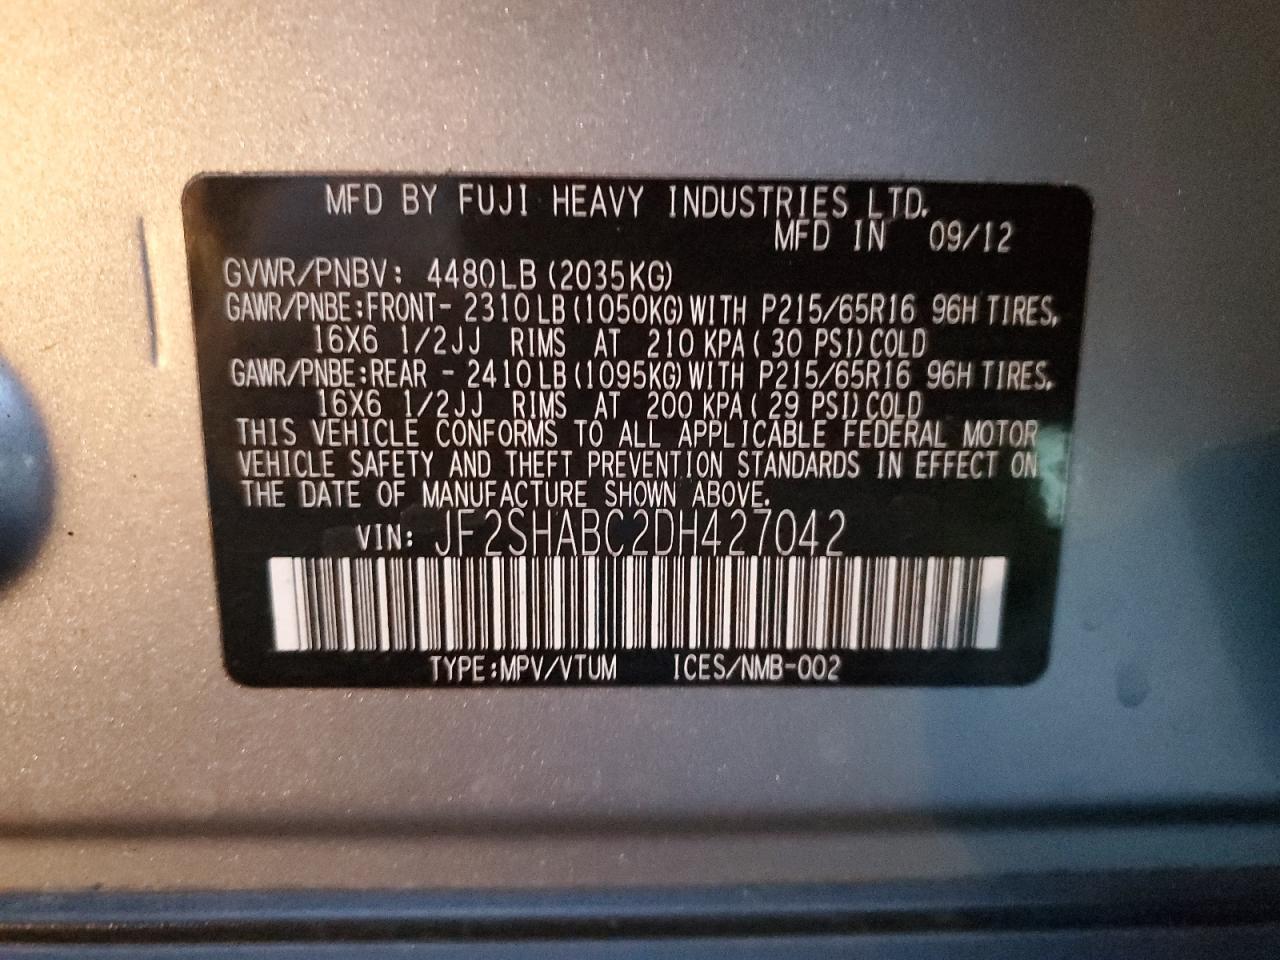 MFD BY FUJI HEAVY INDUSTRIES LTD.
MFD IN 09/12
GVWR/PNBV: 4480LB (2035KG)
GAWR/PNBE:FRONT- 2310LB (1050KG) WITH P215/65R16 96H TIRES,
16X6 1/2JJ RIMS AT 210 KPA( 30 PSI) COLD
GAWR/PNBE:REAR - 2410LB (1095KG) WITH P215/65R16 96H TIRES,
16X6 1/2JJ RIMS AT 200 KPA( 29 PSI) COLD
THIS VEHICLE CONFORMS TO ALL APPLICABLE FEDERAL MOTOR
VEHICLE SAFETY AND THEFT PREVENTION STANDARDS IN EFFECT ON
THE DATE OF MANUFACTURE SHOWN ABOVE.
VIN: JF2SHABC2DH427042
TYPE:MPV/VTUM ICES/NMB-002